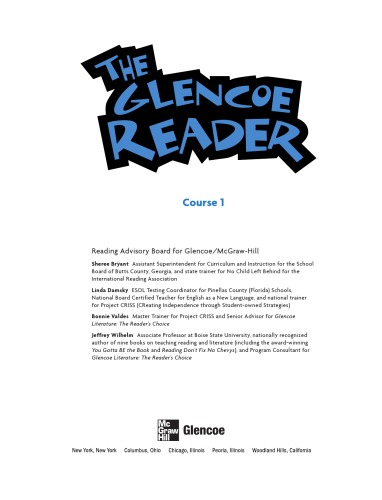 THE
GLENCOE
READER
Course 1
Reading Advisory Board for Glencoe/McGraw-Hill
Sheree Bryant Assistant Superintendent for Curriculum and Instruction for the School
Board of Butts County, Georgia, and state trainer for No Child Left Behind for the
International Reading Association
Linda Damsky ESOL Testing Coordinator for Pinellas County (Florida) Schools,
National Board Certified Teacher for English as a New Language, and national trainer
for Project CRISS (CReating Independence through Student-owned Strategies)
Bonnie Valdes Master Trainer for Project CRISS and Senior Advisor for Glencoe
Literature: The Reader's Choice
Jeffrey Wilhelm Associate Professor at Boise State University, nationally recognized
author of nine books on teaching reading and literature (including the award-winning
You Gotta BE the Book and Reading Don't Fix No Chevys), and Program Consultant for
Glencoe Literature: The Reader's Choice
Mc
Graw
Hill
Glencoe
New York, New York Columbus, Ohio Chicago, Illinois Peoria, Illinois Woodland Hills, California